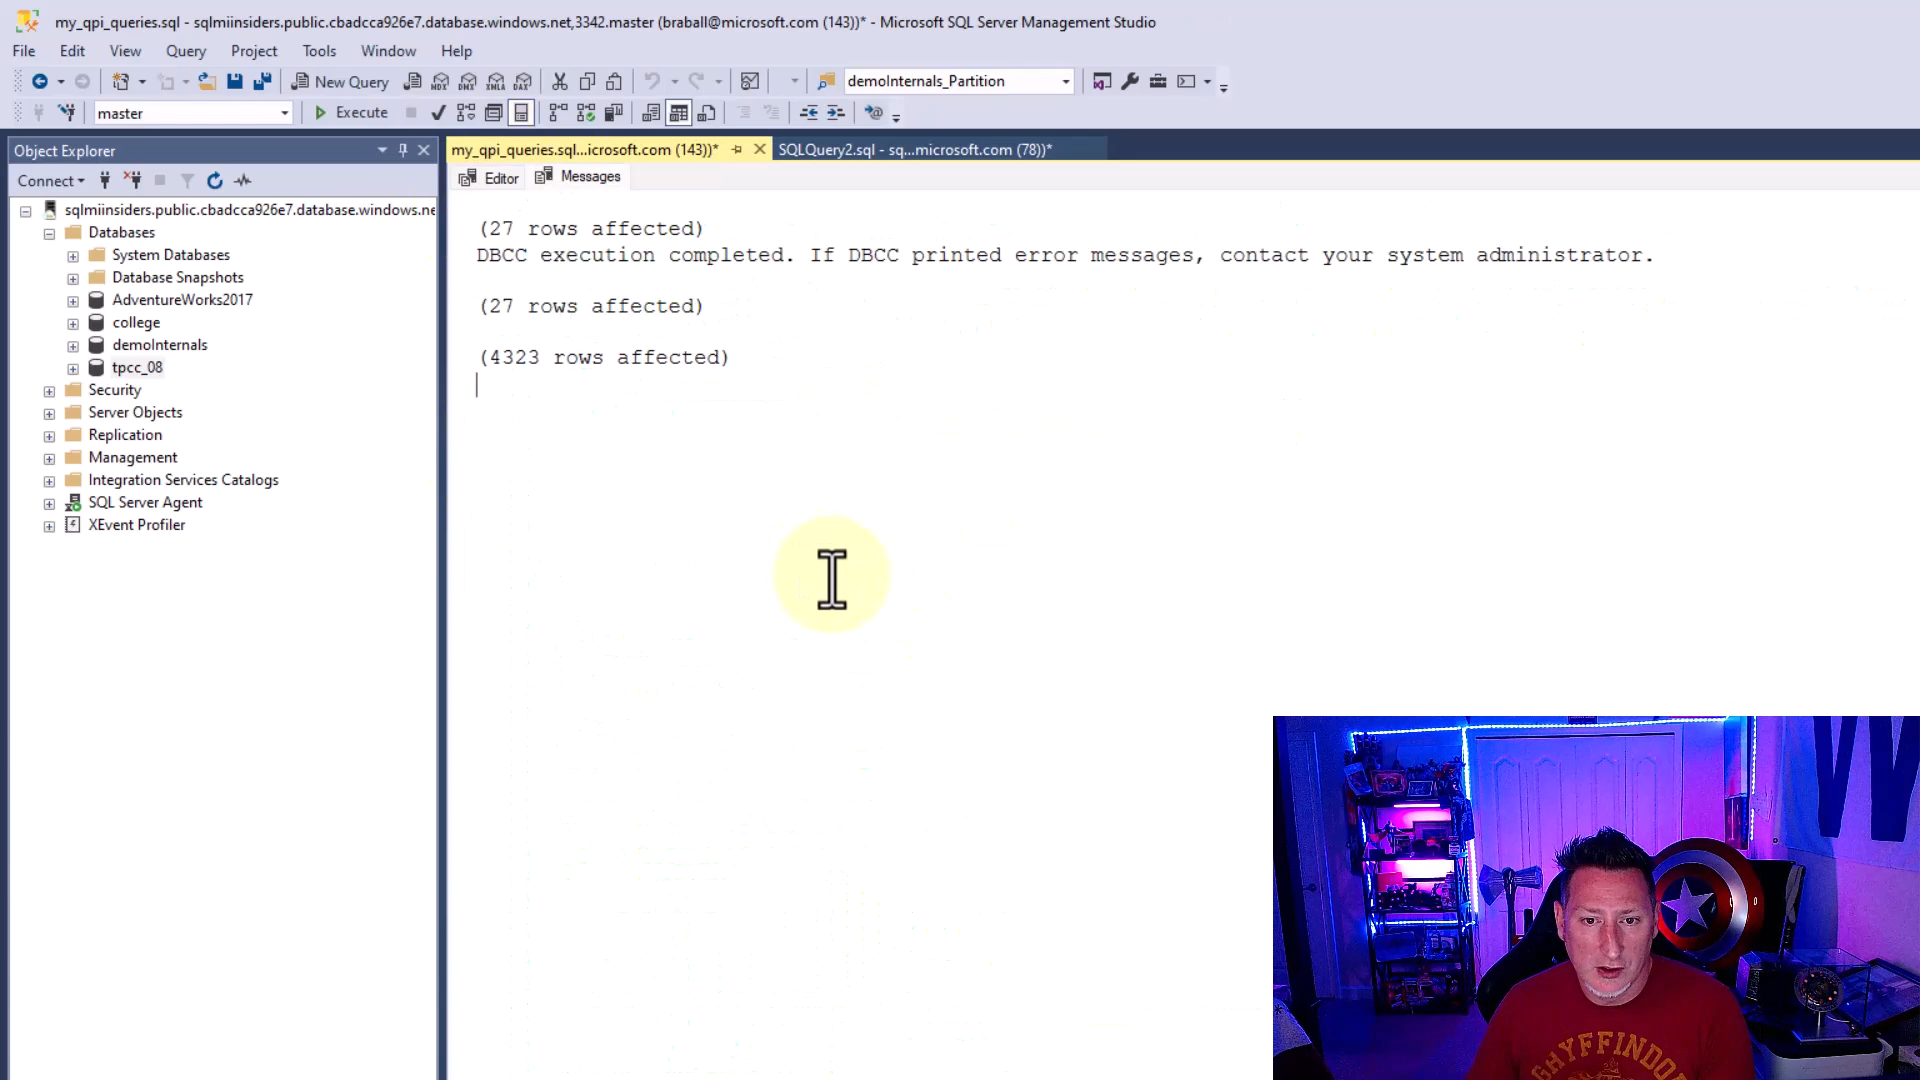 my_qpi_queries.sql - sqlmiinsiders.public.cbadcca926e7.database.windows.net,3342.master (braball@microsoft.com (143))* - Microsoft SQL Server Management Studio
File Edit View Query Project Tools Window Help
New Query MDX DMX XMLA DAX demoInternals_Partition
master Execute
Object Explorer
my_qpi_queries.sql...icrosoft.com (143))* SQLQuery2.sql - sq...microsoft.com (78))*
Connect
Editor Messages
sqlmiinsiders.public.cbadcca926e7.database.windows.ne
Databases
System Databases
Database Snapshots
AdventureWorks2017
college
demoInternals
tpcc_08
Security
Server Objects
Replication
Management
Integration Services Catalogs
SQL Server Agent
XEvent Profiler
(27 rows affected)
DBCC execution completed. If DBCC printed error messages, contact your system administrator.
(27 rows affected)
(4323 rows affected)
W
GHYFFINDO